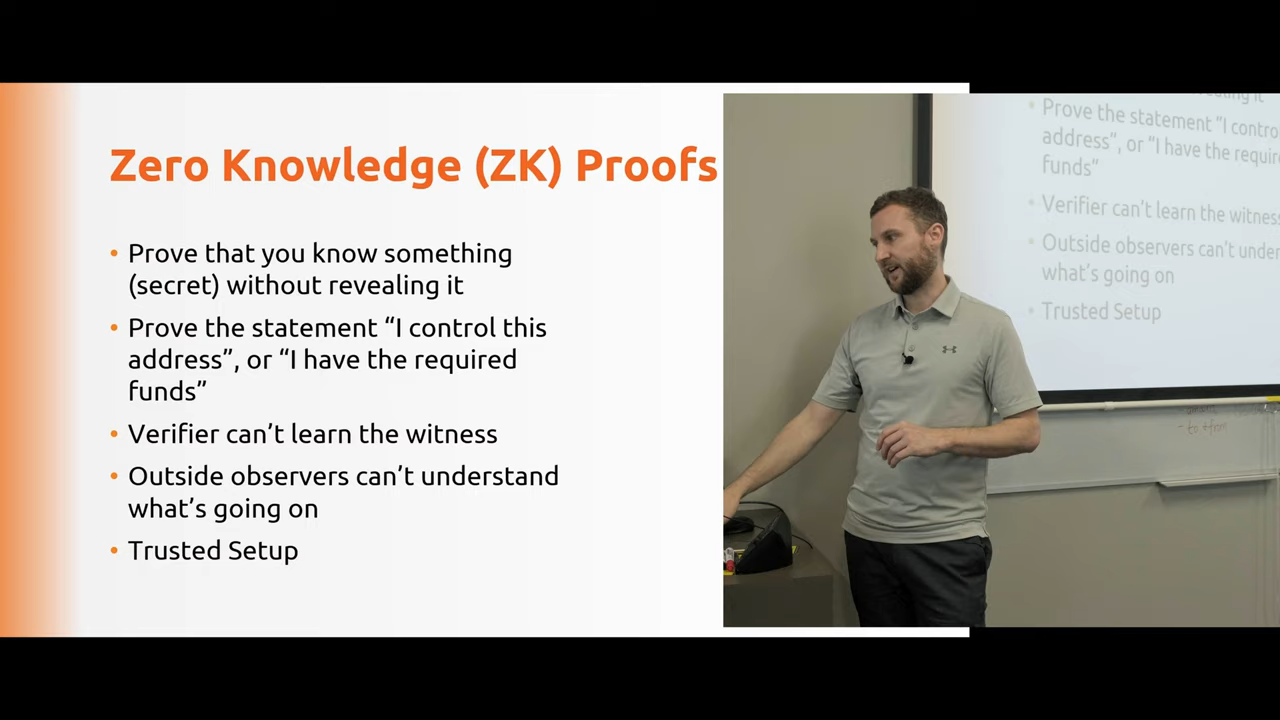 Zero Knowledge (ZK) Proofs
• Prove that you know something
(secret) without revealing it
• Prove the statement “I control this
address”, or “I have the required
funds”
• Verifier can’t learn the witness
• Outside observers can’t understand
what’s going on
• Trusted Setup
• Prove the statement “I contro
address”, or “I have the requir
funds”
• Verifier can’t learn the witness
• Outside observers can’t under
what’s going on
• Trusted Setup
- to + from